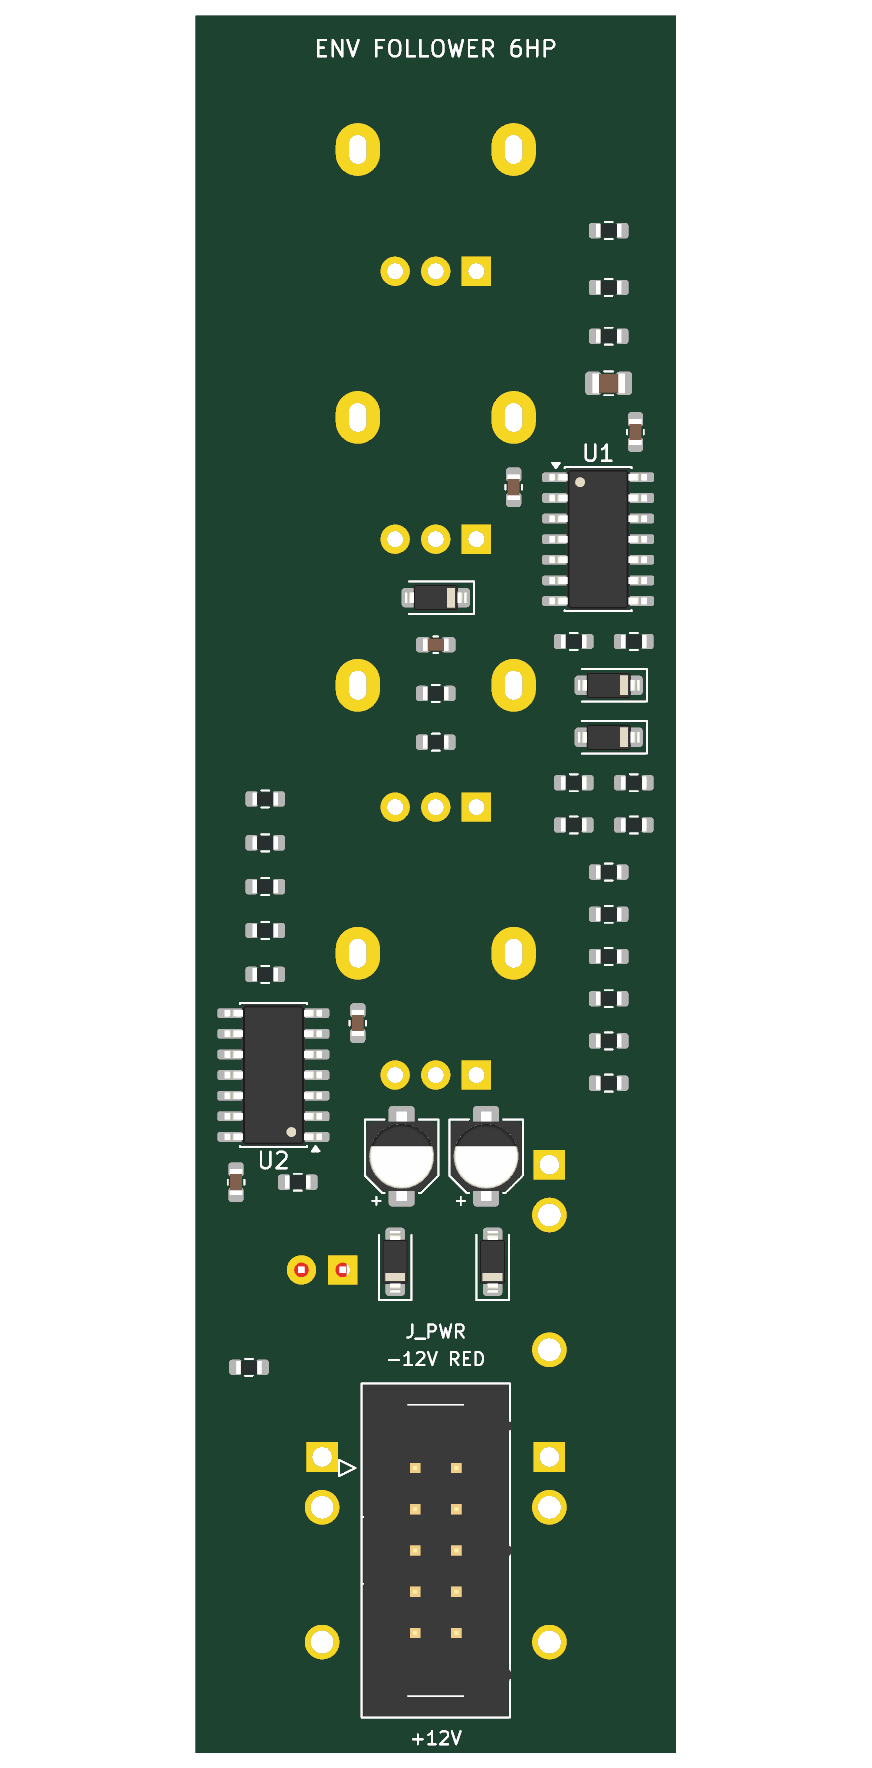 ENV FOLLOWER 6HP
U1
U2
+ +
J_PWR
-12V RED
+12V